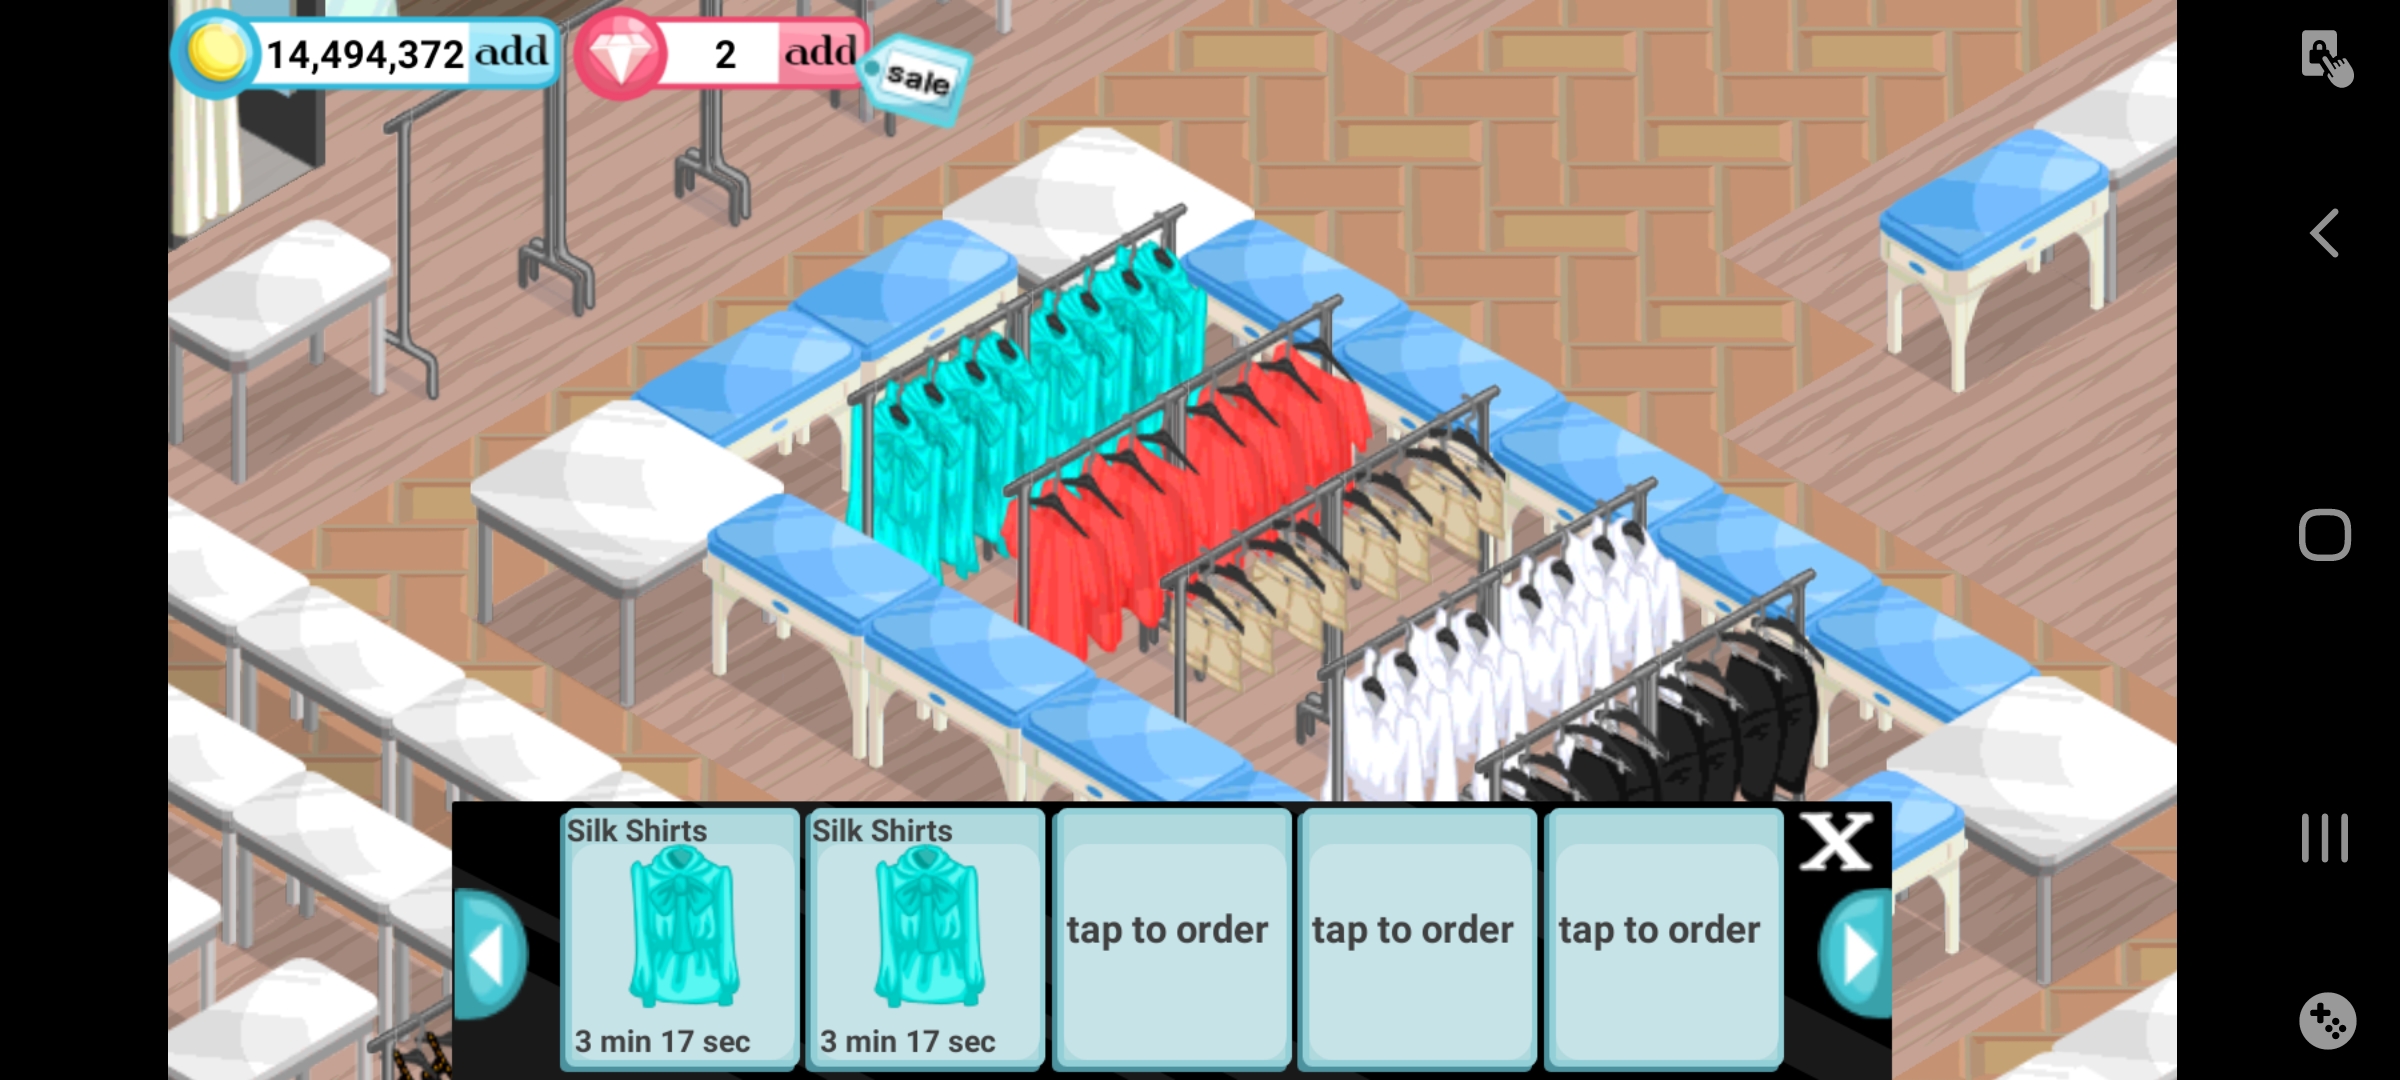 14,494,372 add
2 add
sale
Silk Shirts
3 min 17 sec
Silk Shirts
3 min 17 sec
tap to order
tap to order
tap to order
X